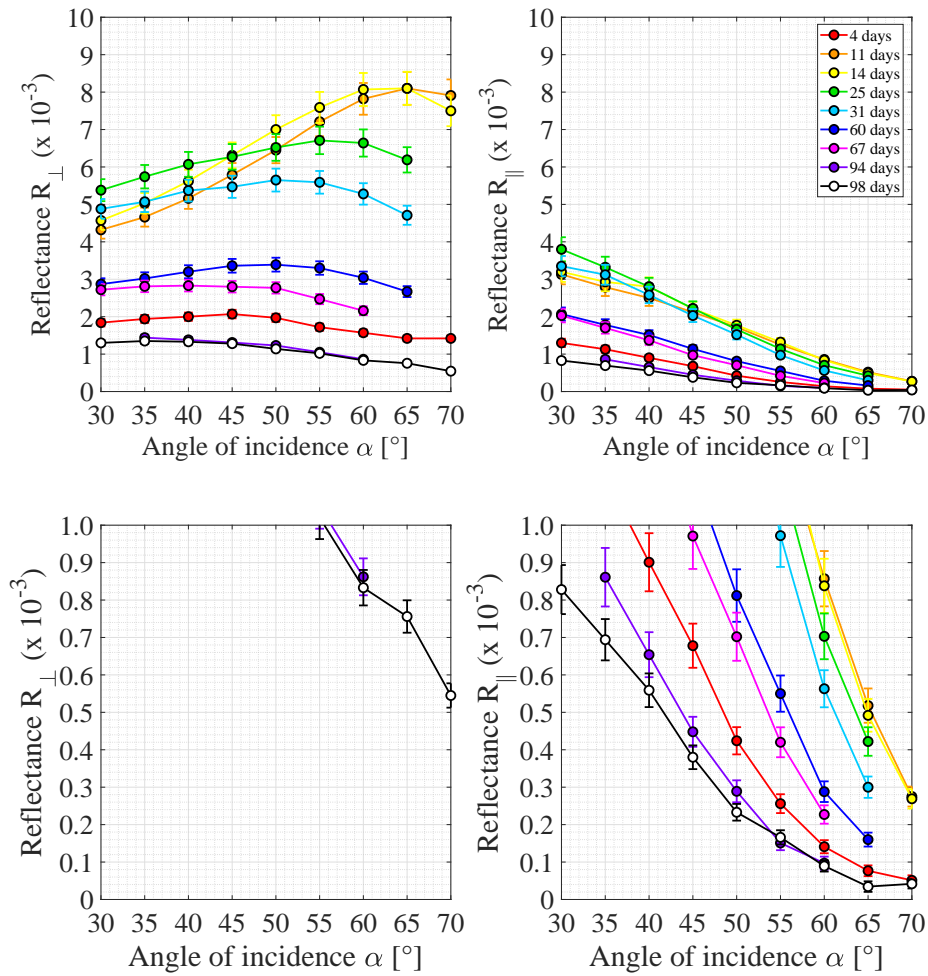 10
9
8
7
6
5
4
3
2
1
0
Reflectance R⊥ (x 10⁻³)
30 35 40 45 50 55 60 65 70
Angle of incidence α [°]
10
9
8
7
6
5
4
3
2
1
0
Reflectance R∥ (x 10⁻³)
4 days
11 days
14 days
25 days
31 days
60 days
67 days
94 days
98 days
30 35 40 45 50 55 60 65 70
Angle of incidence α [°]
1.0
0.9
0.8
0.7
0.6
0.5
0.4
0.3
0.2
0.1
0
Reflectance R⊥ (x 10⁻³)
30 35 40 45 50 55 60 65 70
Angle of incidence α [°]
1.0
0.9
0.8
0.7
0.6
0.5
0.4
0.3
0.2
0.1
0
Reflectance R∥ (x 10⁻³)
30 35 40 45 50 55 60 65 70
Angle of incidence α [°]